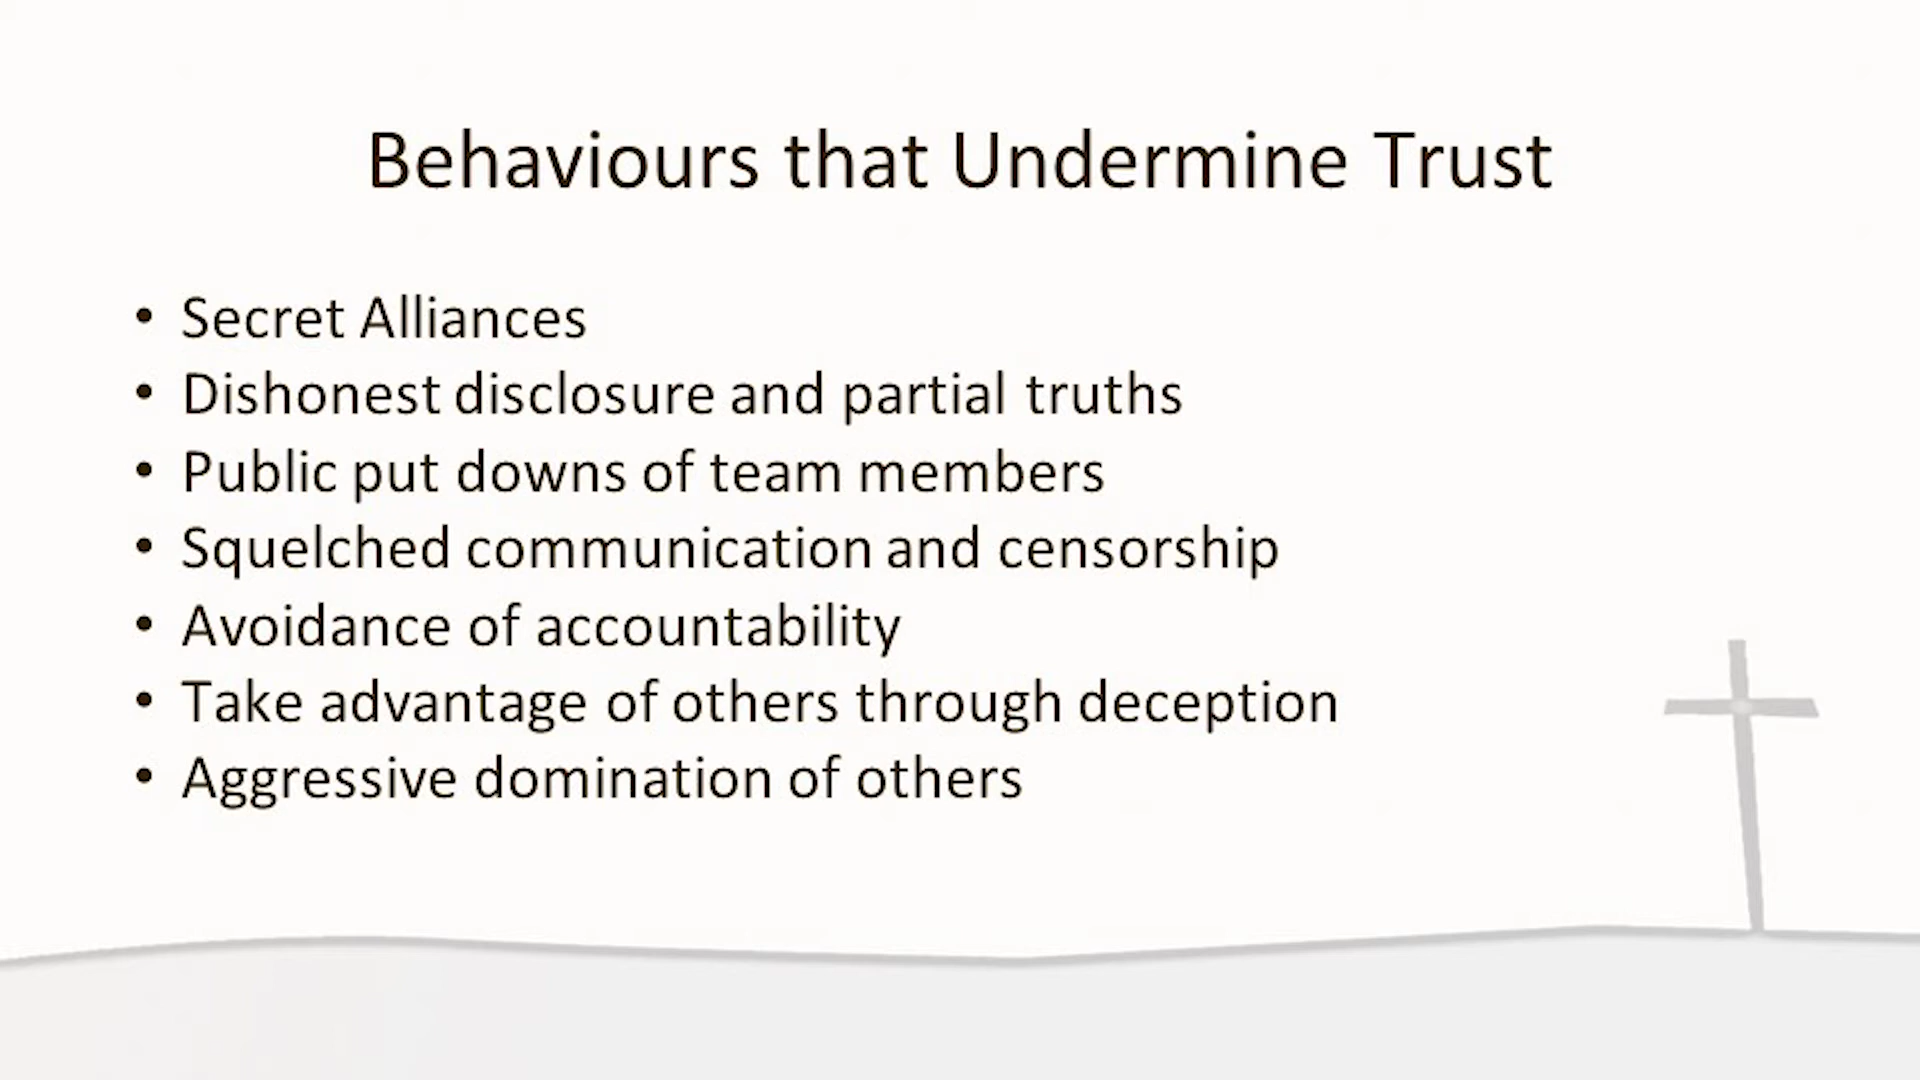 Behaviours that Undermine Trust
• Secret Alliances
• Dishonest disclosure and partial truths
• Public put downs of team members
• Squelched communication and censorship
• Avoidance of accountability
• Take advantage of others through deception
• Aggressive domination of others